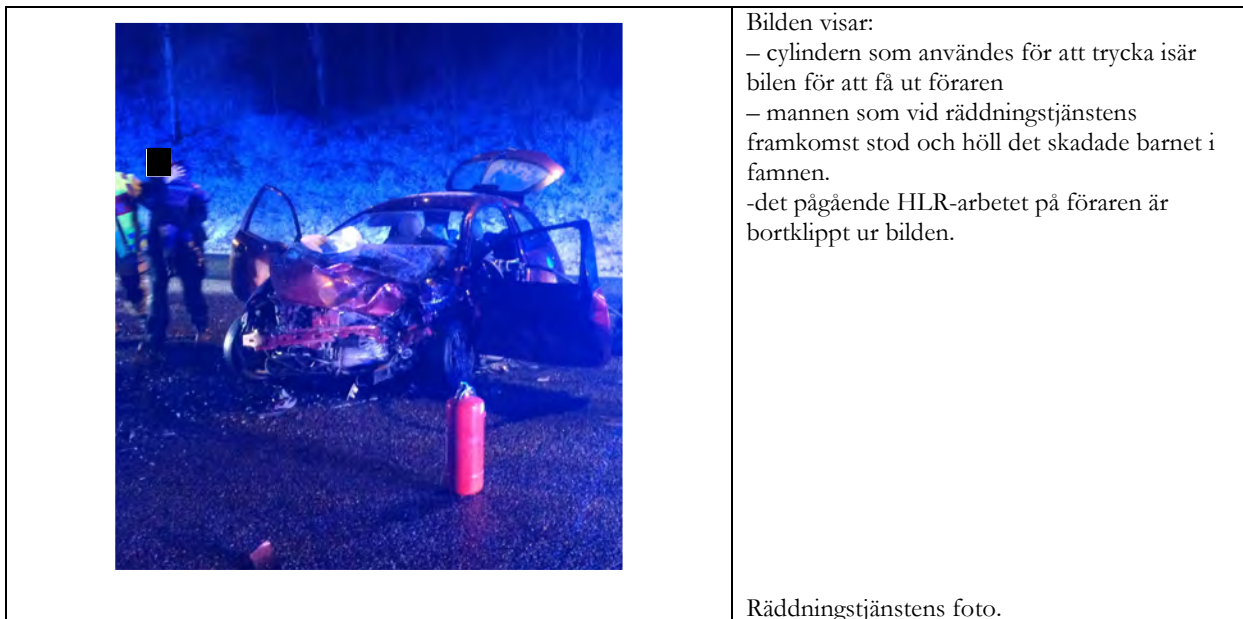 Bilden visar:
– cylindern som användes för att trycka isär
bilen för att få ut föraren
– mannen som vid räddningstjänstens
framkomst stod och höll det skadade barnet i
famnen.
-det pågående HLR-arbetet på föraren är
bortklippt ur bilden.
Räddningstjänstens foto.